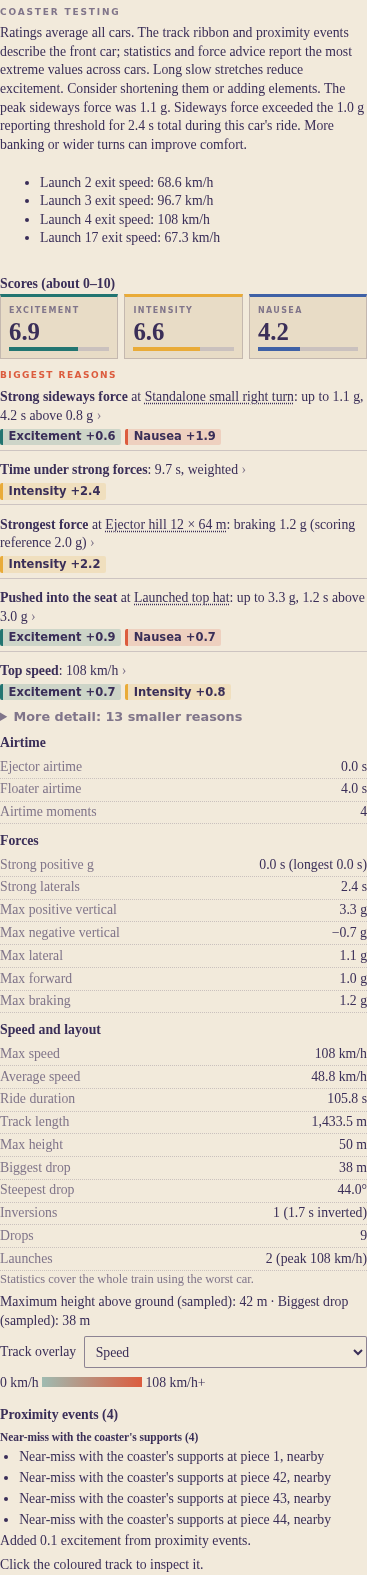 COASTER TESTING
Ratings average all cars. The track ribbon and proximity events
describe the front car; statistics and force advice report the most
extreme values across cars. Long slow stretches reduce
excitement. Consider shortening them or adding elements. The
peak sideways force was 1.1 g. Sideways force exceeded the 1.0 g
reporting threshold for 2.4 s total during this car's ride. More
banking or wider turns can improve comfort.
• Launch 2 exit speed: 68.6 km/h
• Launch 3 exit speed: 96.7 km/h
• Launch 4 exit speed: 108 km/h
• Launch 17 exit speed: 67.3 km/h
Scores (about 0–10)
EXCITEMENT INTENSITY NAUSEA
6.9 6.6 4.2
BIGGEST REASONS
Strong sideways force at Standalone small right turn: up to 1.1 g,
4.2 s above 0.8 g ›
Excitement +0.6 Nausea +1.9
Time under strong forces: 9.7 s, weighted ›
Intensity +2.4
Strongest force at Ejector hill 12 × 64 m: braking 1.2 g (scoring
reference 2.0 g) ›
Intensity +2.2
Pushed into the seat at Launched top hat: up to 3.3 g, 1.2 s above
3.0 g ›
Excitement +0.9 Nausea +0.7
Top speed: 108 km/h ›
Excitement +0.7 Intensity +0.8
▶ More detail: 13 smaller reasons
Airtime
Ejector airtime 0.0 s
Floater airtime 4.0 s
Airtime moments 4
Forces
Strong positive g 0.0 s (longest 0.0 s)
Strong laterals 2.4 s
Max positive vertical 3.3 g
Max negative vertical −0.7 g
Max lateral 1.1 g
Max forward 1.0 g
Max braking 1.2 g
Speed and layout
Max speed 108 km/h
Average speed 48.8 km/h
Ride duration 105.8 s
Track length 1,433.5 m
Max height 50 m
Biggest drop 38 m
Steepest drop 44.0°
Inversions 1 (1.7 s inverted)
Drops 9
Launches 2 (peak 108 km/h)
Statistics cover the whole train using the worst car.
Maximum height above ground (sampled): 42 m · Biggest drop
(sampled): 38 m
Track overlay Speed
0 km/h 108 km/h+
Proximity events (4)
Near-miss with the coaster's supports (4)
• Near-miss with the coaster's supports at piece 1, nearby
• Near-miss with the coaster's supports at piece 42, nearby
• Near-miss with the coaster's supports at piece 43, nearby
• Near-miss with the coaster's supports at piece 44, nearby
Added 0.1 excitement from proximity events.
Click the coloured track to inspect it.